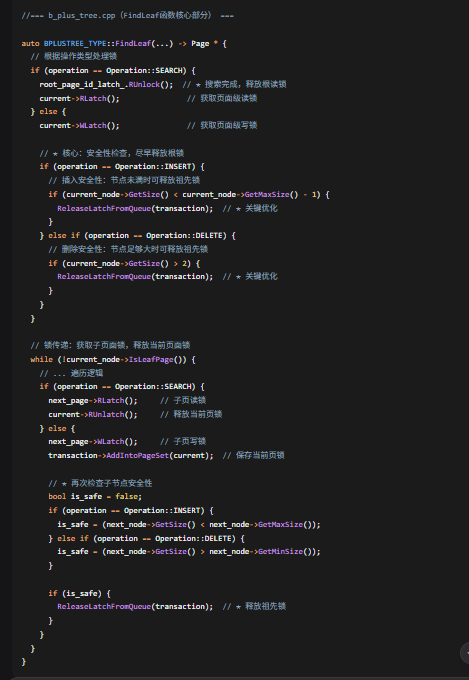 //=== b_plus_tree.cpp（FindLeaf函数核心部分） ===
auto BPLUSTREE_TYPE::FindLeaf(...) -> Page * {
// 根据操作类型处理锁
if (operation == Operation::SEARCH) {
root_page_id_latch_.RUnlock();  // ★ 搜索完成，释放根读锁
current->RLatch();              // 获取页面级读锁
} else {
current->WLatch();              // 获取页面级写锁
// ★ 核心：安全性检查，尽早释放根锁
if (operation == Operation::INSERT) {
// 插入安全性：节点未满时可释放祖先锁
if (current_node->GetSize() < current_node->GetMaxSize() - 1) {
ReleaseLatchFromQueue(transaction);  // ★ 关键优化
}
} else if (operation == Operation::DELETE) {
// 删除安全性：节点足够大时可释放祖先锁
if (current_node->GetSize() > 2) {
ReleaseLatchFromQueue(transaction);  // ★ 关键优化
}
}
}
// 锁传递：获取子页面锁，释放当前页面锁
while (!current_node->IsLeafPage()) {
// ... 遍历逻辑
if (operation == Operation::SEARCH) {
next_page->RLatch();     // 子页读锁
current->RUnlatch();     // 释放当前页锁
} else {
next_page->WLatch();     // 子页写锁
transaction->AddIntoPageSet(current);  // 保存当前页锁
// ★ 再次检查子节点安全性
bool is_safe = false;
if (operation == Operation::INSERT) {
is_safe = (next_node->GetSize() < next_node->GetMaxSize());
} else if (operation == Operation::DELETE) {
is_safe = (next_node->GetSize() > next_node->GetMinSize());
}
if (is_safe) {
ReleaseLatchFromQueue(transaction);  // ★ 释放祖先锁
}
}
}
}